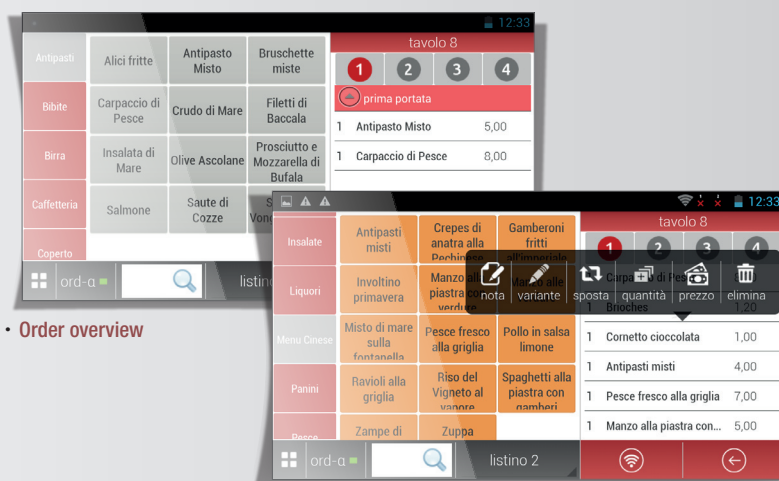 12:33
Antipasti
Alici fritte
Antipasto
Misto
Bruschette
miste
Bibite
Carpaccio di
Pesce
Crudo di Mare
Filetti di
Baccala
Birra
Insalata di
Mare
Olive Ascolane
Prosciutto e
Mozzarella di
Bufala
Caffetteria
Salmone
Saute di
Cozze
Coperto
ord-α
tavolo 8
1 2 3 4
prima portata
1 Antipasto Misto 5,00
1 Carpaccio di Pesce 8,00
• Order overview
12:33
Insalate
Antipasti
misti
Crepes di
anatra alla
Pechinese
Gamberoni
fritti
all'imperiale
Liquori
Involtino
primavera
Manzo alla
piastra con
verdure
Menu Cinese
Misto di mare
sulla
fontanella
Pesce fresco
alla griglia
Pollo in salsa
limone
Panini
Ravioli alla
griglia
Riso del
Vigneto al
vapore
Spaghetti alla
piastra con
gamberi
Pesce
Zampe di
Zuppa
ord-α
listino 2
tavolo 8
1 2 3 4
nota variante sposta quantità prezzo elimina
1 Brioches 1,20
1 Cornetto cioccolata 1,00
1 Antipasti misti 4,00
1 Pesce fresco alla griglia 7,00
1 Manzo alla piastra con... 5,00